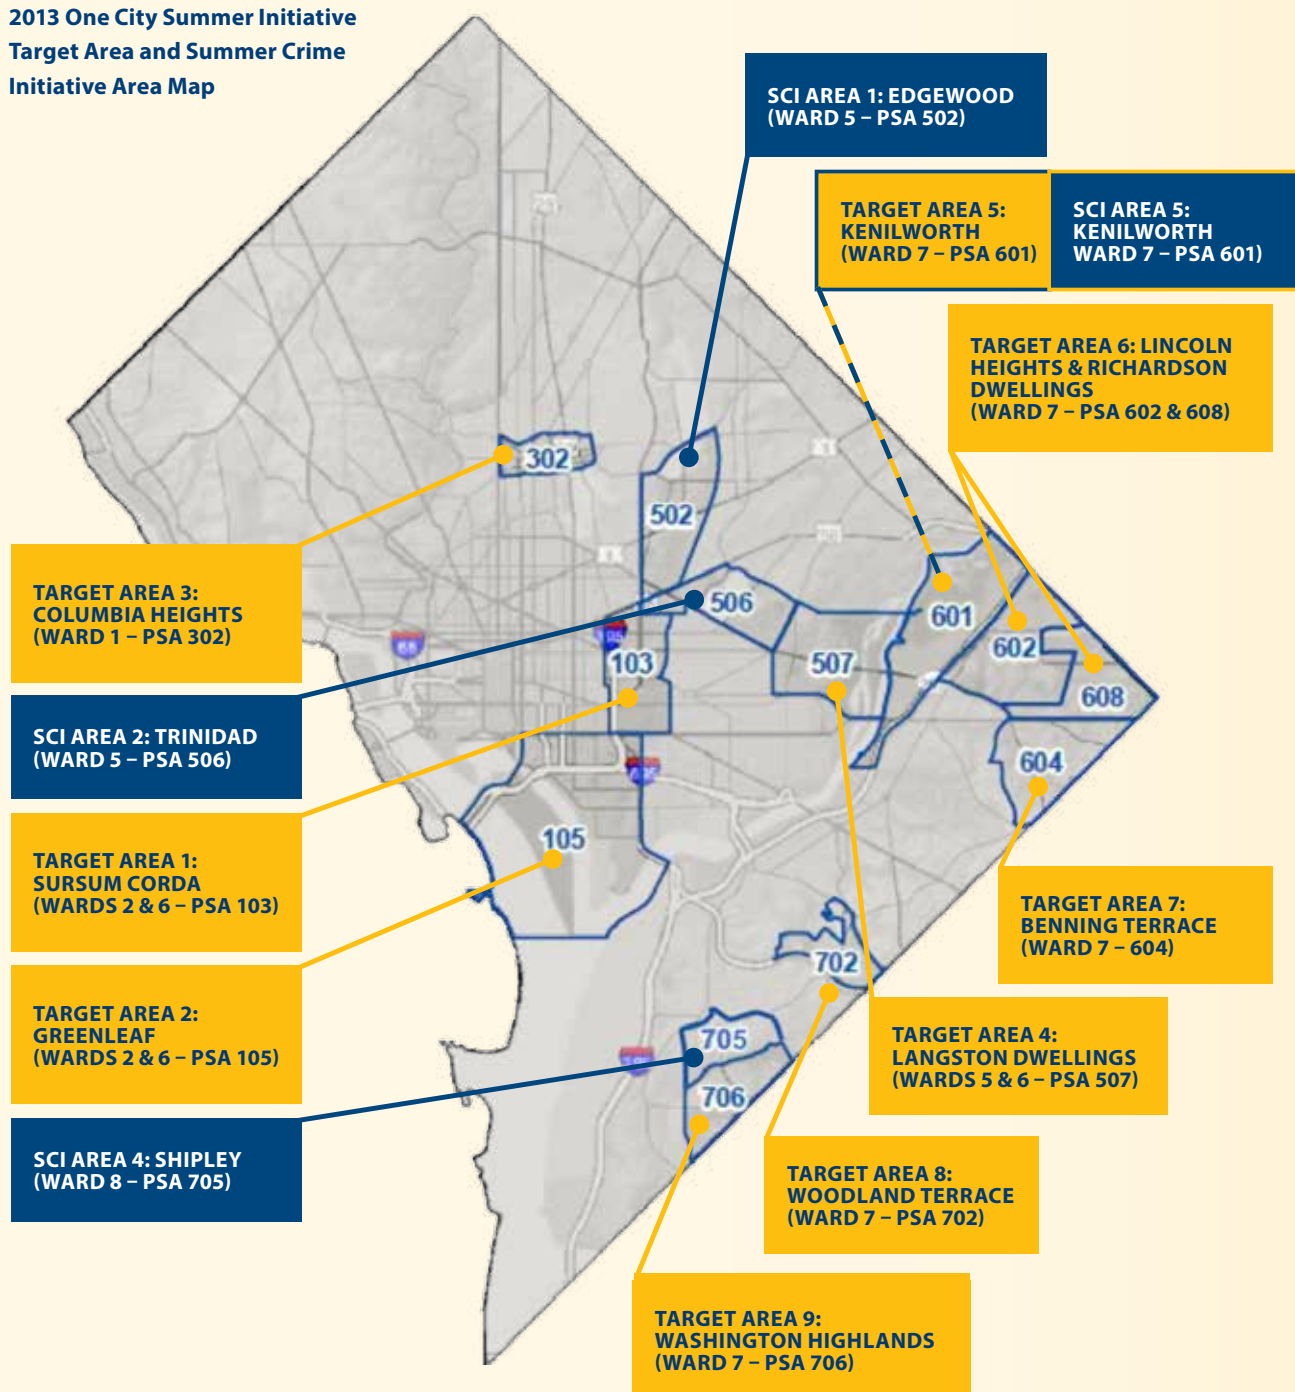 2013 One City Summer Initiative
Target Area and Summer Crime
Initiative Area Map
SCI AREA 1: EDGEWOOD
(WARD 5 – PSA 502)
TARGET AREA 5:
KENILWORTH
(WARD 7 – PSA 601)
SCI AREA 5:
KENILWORTH
WARD 7 – PSA 601)
TARGET AREA 6: LINCOLN
HEIGHTS & RICHARDSON
DWELLINGS
(WARD 7 – PSA 602 & 608)
302
502
TARGET AREA 3:
COLUMBIA HEIGHTS
(WARD 1 – PSA 302)
506
601
602
103
507
608
SCI AREA 2: TRINIDAD
(WARD 5 – PSA 506)
604
105
TARGET AREA 1:
SURSUM CORDA
(WARDS 2 & 6 – PSA 103)
TARGET AREA 7:
BENNING TERRACE
(WARD 7 – 604)
702
TARGET AREA 2:
GREENLEAF
(WARDS 2 & 6 – PSA 105)
705
TARGET AREA 4:
LANGSTON DWELLINGS
(WARDS 5 & 6 – PSA 507)
706
SCI AREA 4: SHIPLEY
(WARD 8 – PSA 705)
TARGET AREA 8:
WOODLAND TERRACE
(WARD 7 – PSA 702)
TARGET AREA 9:
WASHINGTON HIGHLANDS
(WARD 7 – PSA 706)